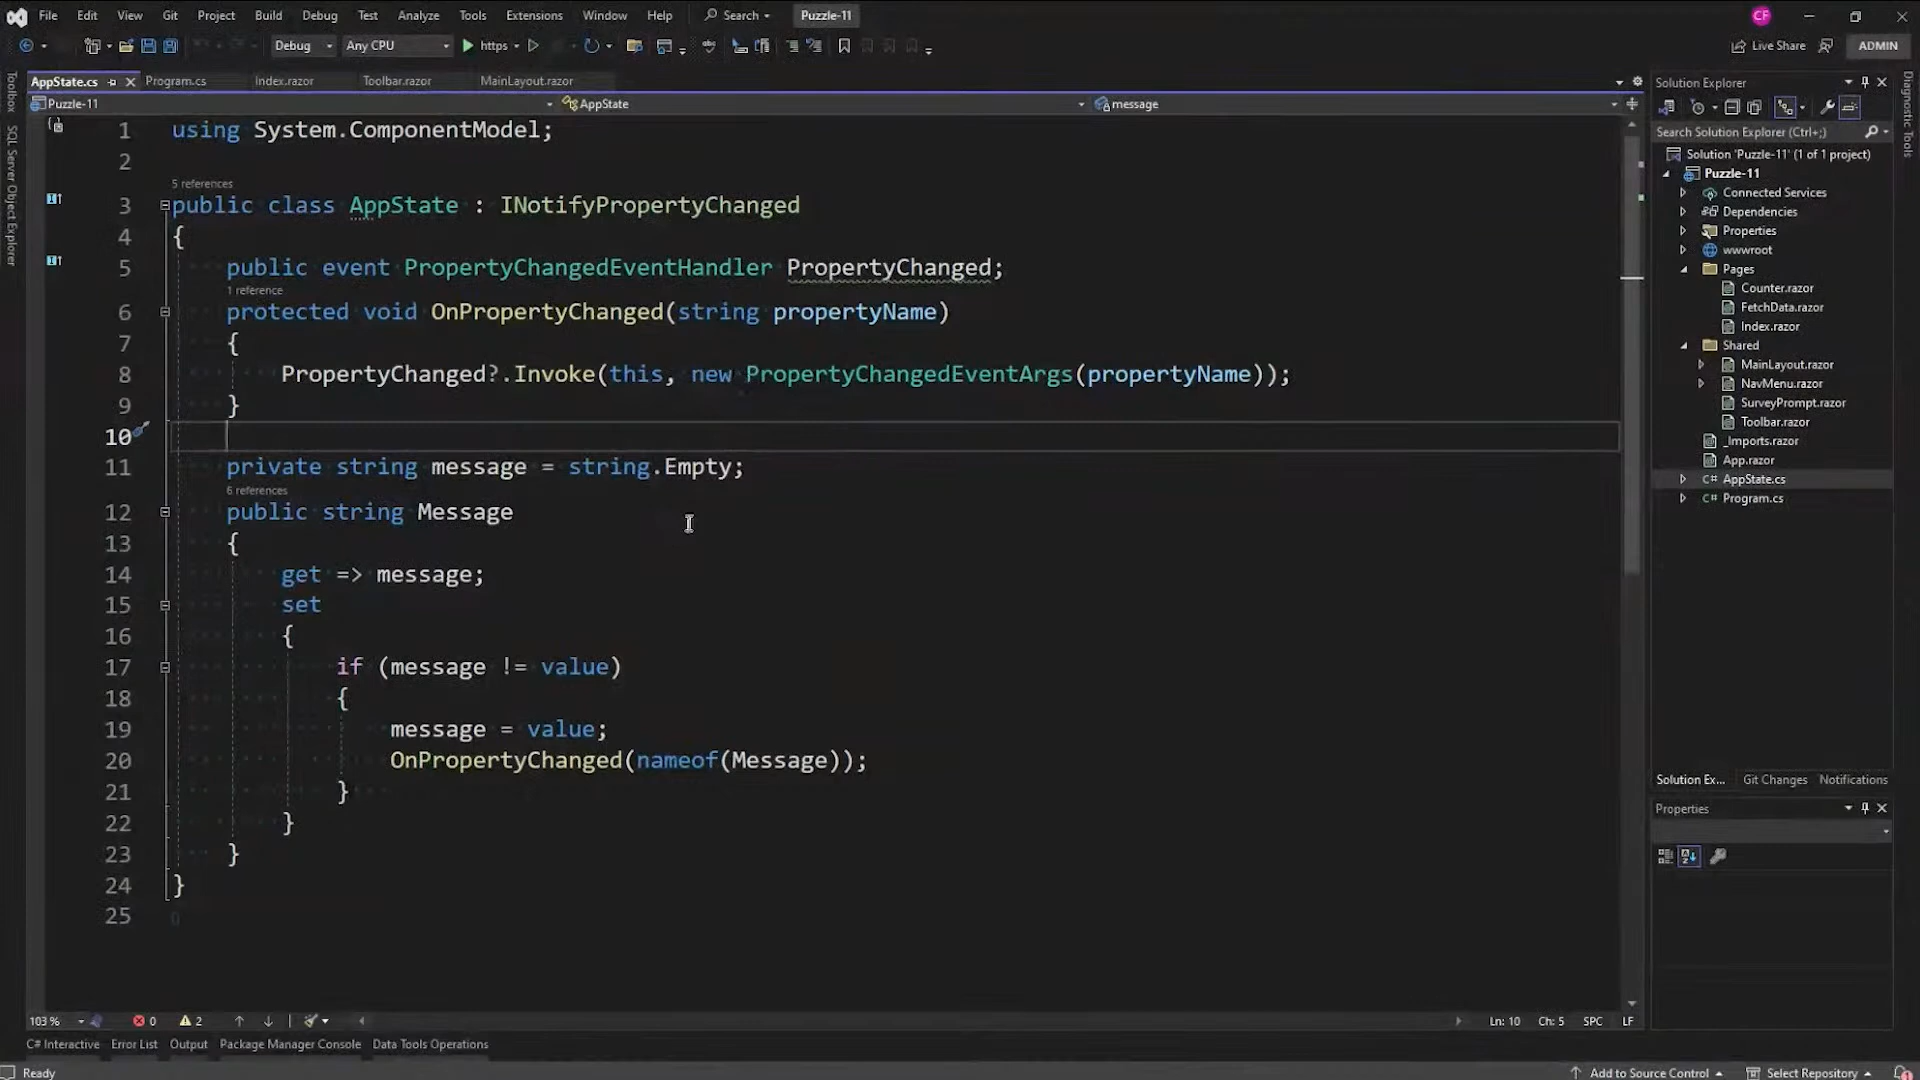 File Edit View Git Project Build Debug Test Analyze Tools Extensions Window Help Search Puzzle-11 CF
Debug Any CPU https Live Share ADMIN
AppState.cs Program.cs Index.razor Toolbar.razor MainLayout.razor
Puzzle-11 AppState message
Toolbox
SQL Server Object Explorer
1 using System.ComponentModel;
2
5 references
3 public class AppState : INotifyPropertyChanged
4 {
5 public event PropertyChangedEventHandler PropertyChanged;
1 reference
6 protected void OnPropertyChanged(string propertyName)
7 {
8 PropertyChanged?.Invoke(this, new PropertyChangedEventArgs(propertyName));
9 }
10
11 private string message = string.Empty;
6 references
12 public string Message
13 {
14 get => message;
15 set
16 {
17 if (message != value)
18 {
19 message = value;
20 OnPropertyChanged(nameof(Message));
21 }
22 }
23 }
24 }
25
103 % 0 2 Ln: 10 Ch: 5 SPC LF
C# Interactive Error List Output Package Manager Console Data Tools Operations
Ready Add to Source Control Select Repository 1
Solution Explorer
Search Solution Explorer (Ctrl+;)
Solution 'Puzzle-11' (1 of 1 project)
Puzzle-11
Connected Services
Dependencies
Properties
wwwroot
Pages
Counter.razor
FetchData.razor
Index.razor
Shared
MainLayout.razor
NavMenu.razor
SurveyPrompt.razor
Toolbar.razor
_Imports.razor
App.razor
C# AppState.cs
C# Program.cs
Solution Ex... Git Changes Notifications
Properties
Diagnostic Tools